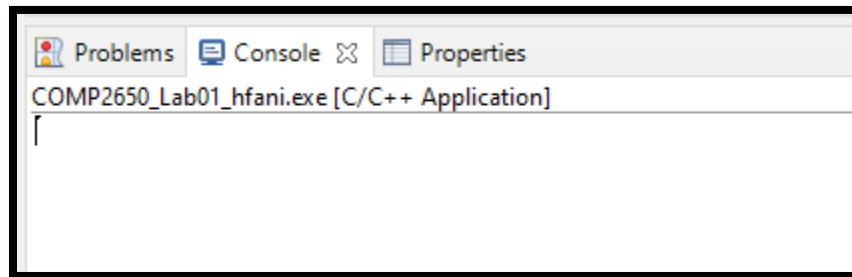 Problems Console Properties
COMP2650_Lab01_hfani.exe [C/C++ Application]